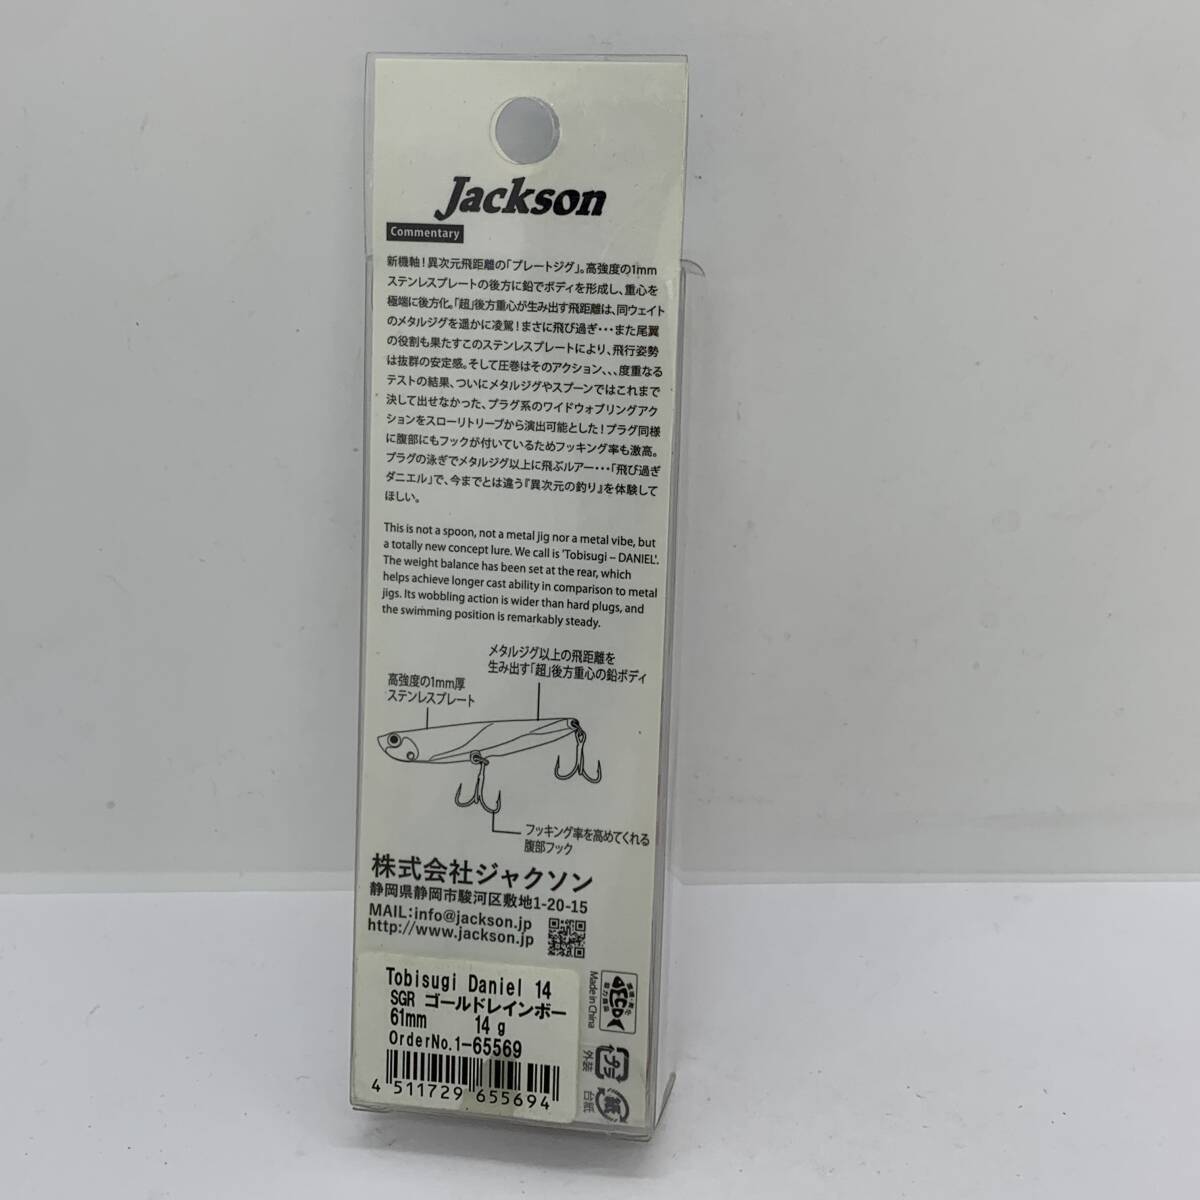 Jackson
Commentary
新機軸!異次元飛距離の「プレートジグ」。高強度の1mm
ステンレスプレートの後方に鉛でボディを形成し、重心を
極端に後方化。「超」後方重心が生み出す飛距離は、同ウェイト
のメタルジグを遥かに凌駕!まさに飛び過ぎ・・・また尾翼
の役割も果たすこのステンレスプレートにより、飛行姿勢
は抜群の安定感。そして圧巻はそのアクション、、、度重なる
テストの結果、ついにメタルジグやスプーンではこれまで
決して出せなかった、プラグ系のワイドウォブリングアク
ションをスローリトリーブから演出可能とした!プラグ同様
に腹部にもフックが付いているためフッキング率も激高。
プラグの泳ぎでメタルジグ以上に飛ぶルアー・・・「飛び過ぎ
ダニエル」で、今までとは違う『異次元の釣り』を体験して
ほしい。
This is not a spoon, not a metal jig nor a metal vibe, but
a totally new concept lure. We call is 'Tobisugi – DANIEL'.
The weight balance has been set at the rear, which
helps achieve longer cast ability in comparison to metal
jigs. Its wobbling action is wider than hard plugs, and
the swimming position is remarkably steady.
メタルジグ以上の飛距離を
生み出す「超」後方重心の鉛ボディ
高強度の1mm厚
ステンレスプレート
フッキング率を高めてくれる
腹部フック
株式会社ジャクソン
静岡県静岡市駿河区敷地1-20-15
MAIL:info@jackson.jp
http://www.jackson.jp
Tobisugi Daniel 14
SGR ゴールドレインボー
61mm 14g
OrderNo.1-65569
4 511729 655694
Made in China
プラ
外装
紙
台紙